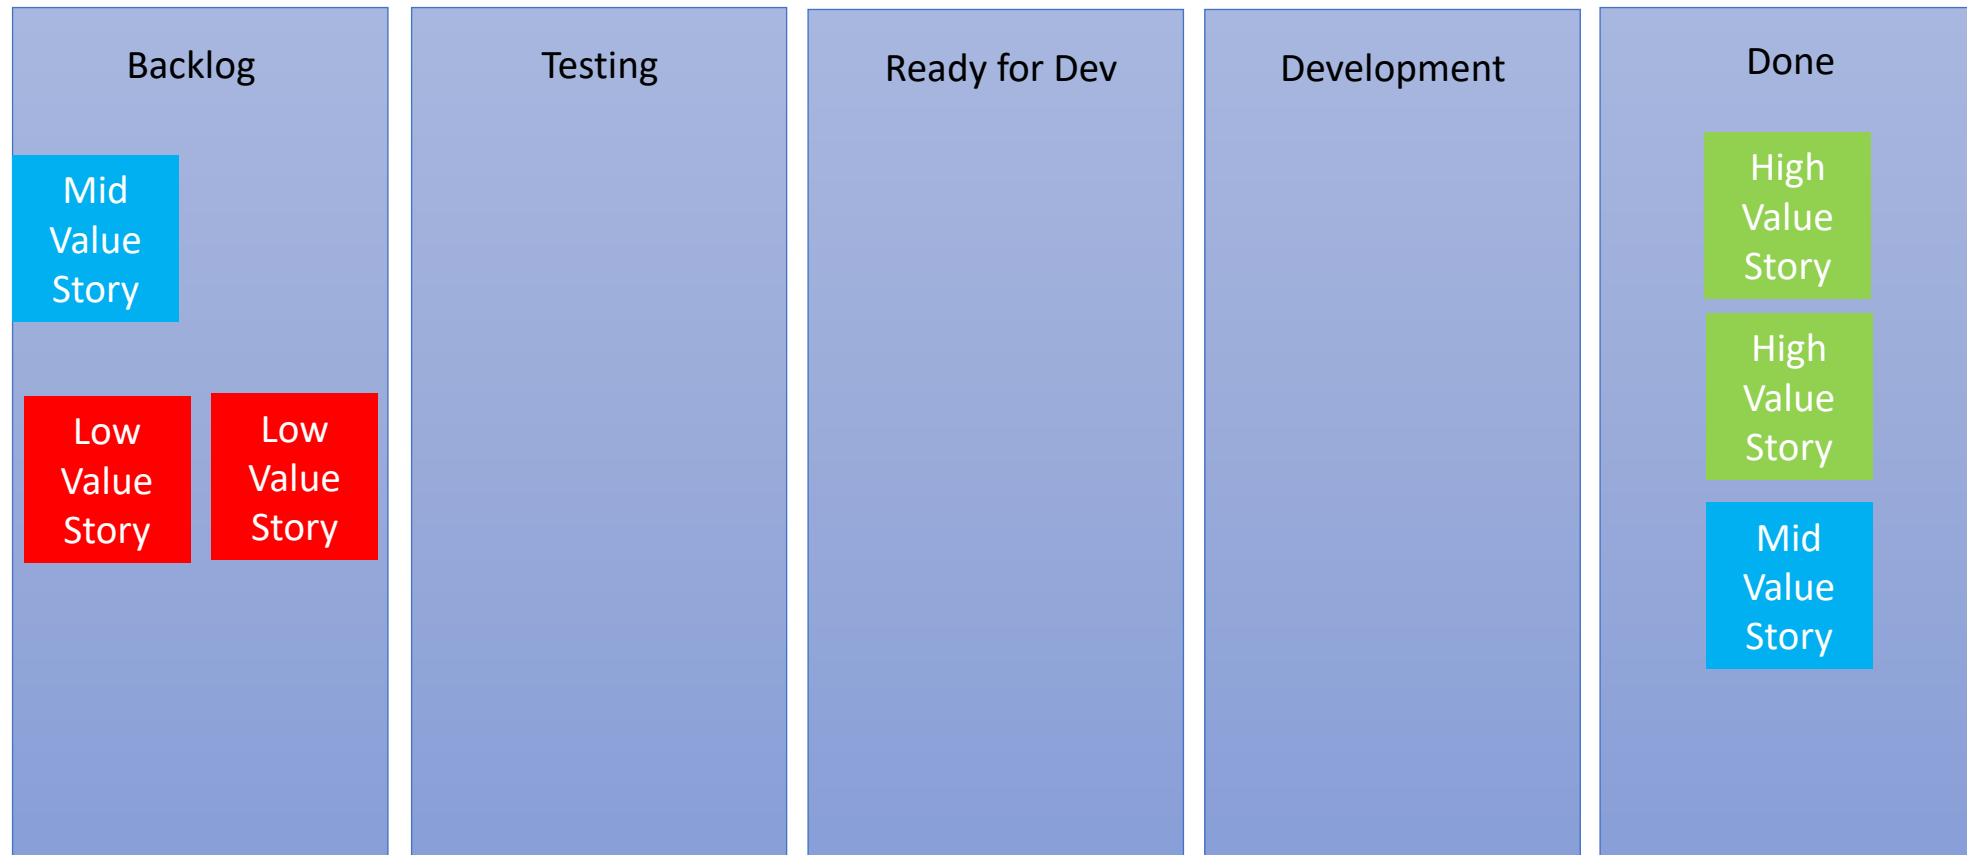 Backlog
Testing
Ready for Dev
Development
Done
Mid
Value
Story
Low
Value
Story
Low
Value
Story
High
Value
Story
High
Value
Story
Mid
Value
Story